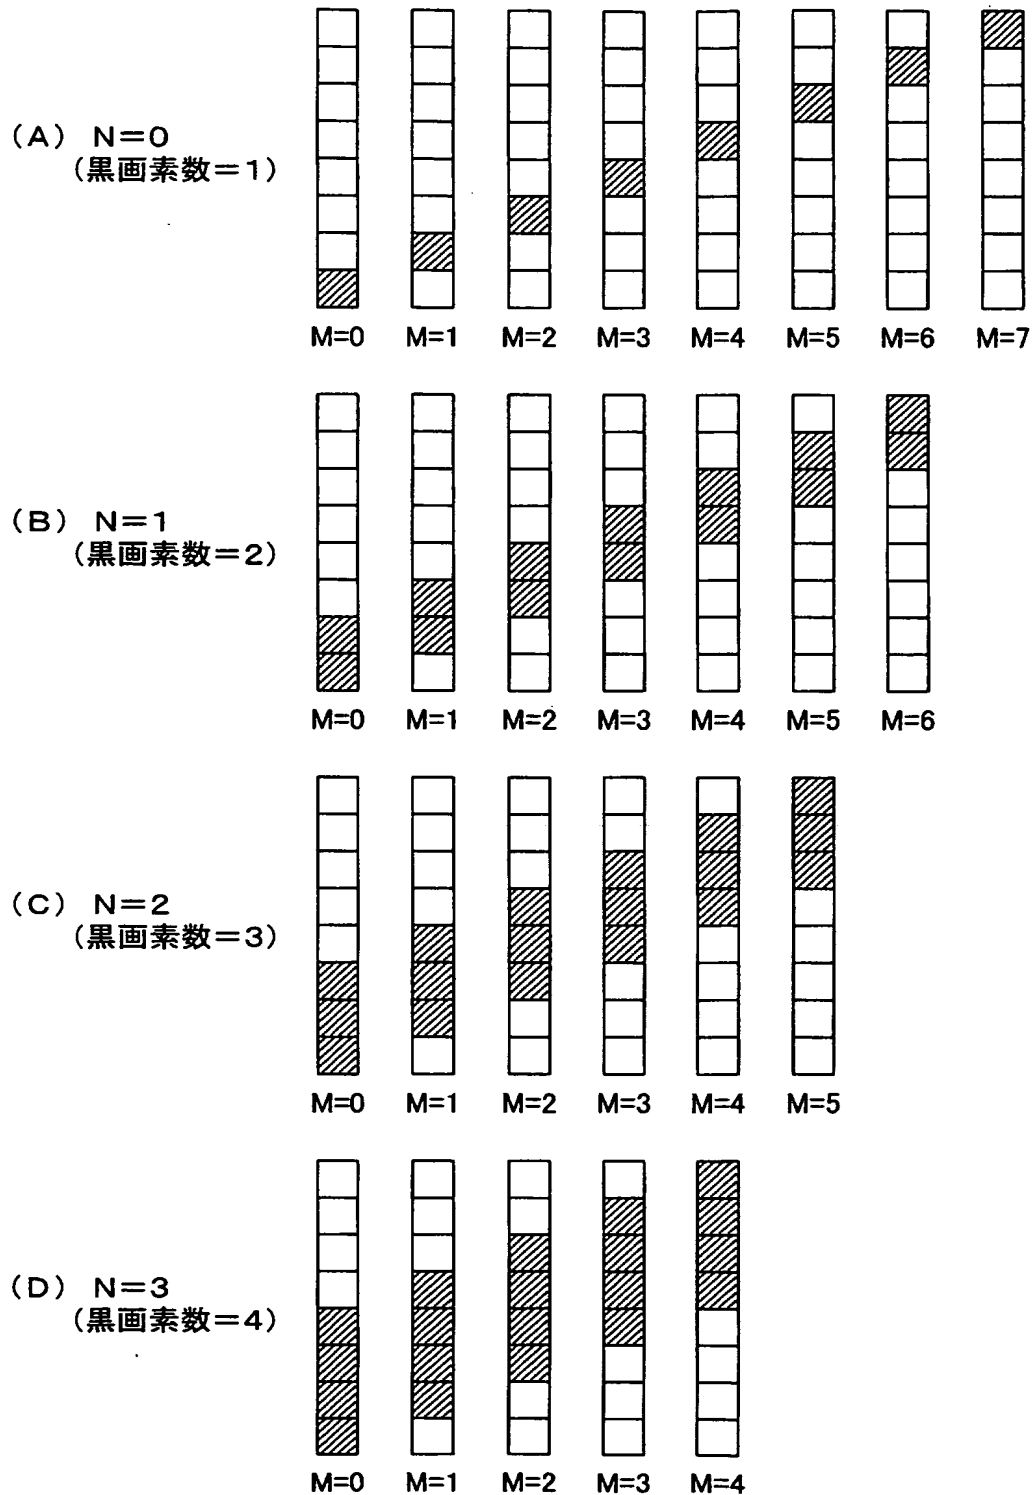 (A) N=0
(黒画素数=1)
M=0 M=1 M=2 M=3 M=4 M=5 M=6 M=7
(B) N=1
(黒画素数=2)
M=0 M=1 M=2 M=3 M=4 M=5 M=6
(C) N=2
(黒画素数=3)
M=0 M=1 M=2 M=3 M=4 M=5
(D) N=3
(黒画素数=4)
M=0 M=1 M=2 M=3 M=4